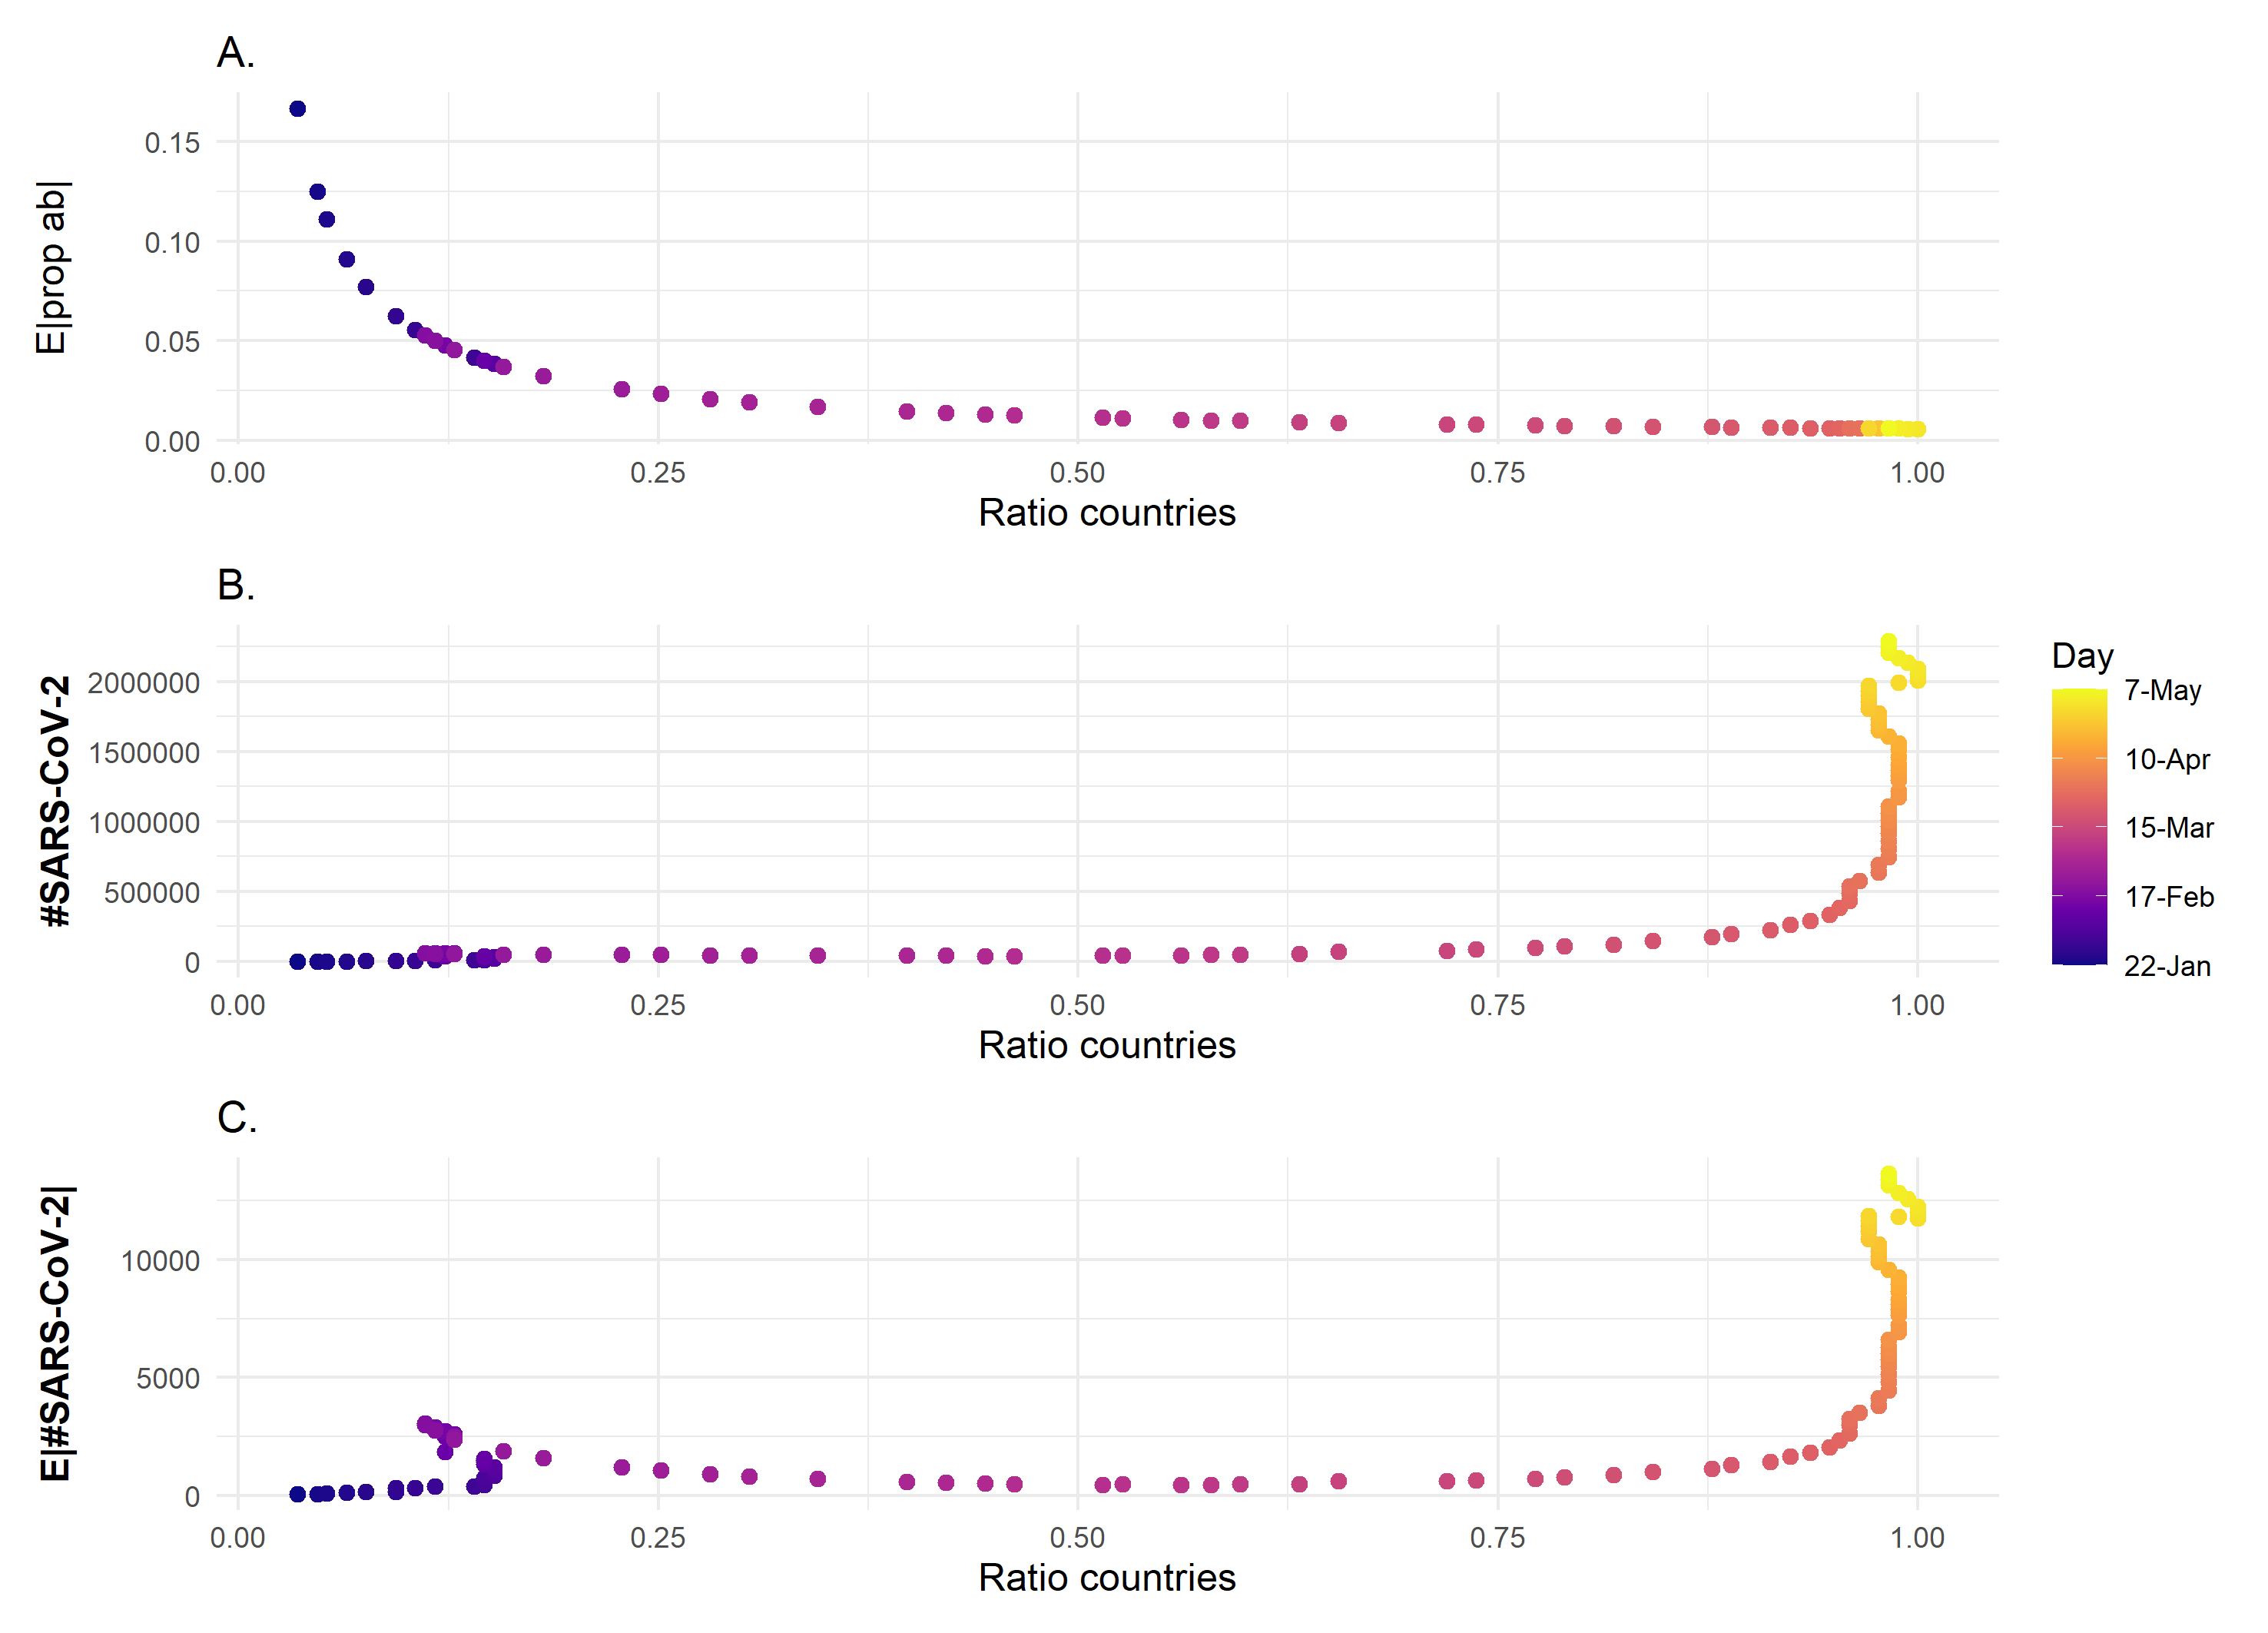 A.
E|prop ab|
0.15
0.10
0.05
0.00
0.00 0.25 0.50 0.75 1.00
Ratio countries
B.
#SARS-CoV-2
2000000
1500000
1000000
500000
0
0.00 0.25 0.50 0.75 1.00
Ratio countries
Day
7-May
10-Apr
15-Mar
17-Feb
22-Jan
C.
E|#SARS-CoV-2|
10000
5000
0
0.00 0.25 0.50 0.75 1.00
Ratio countries